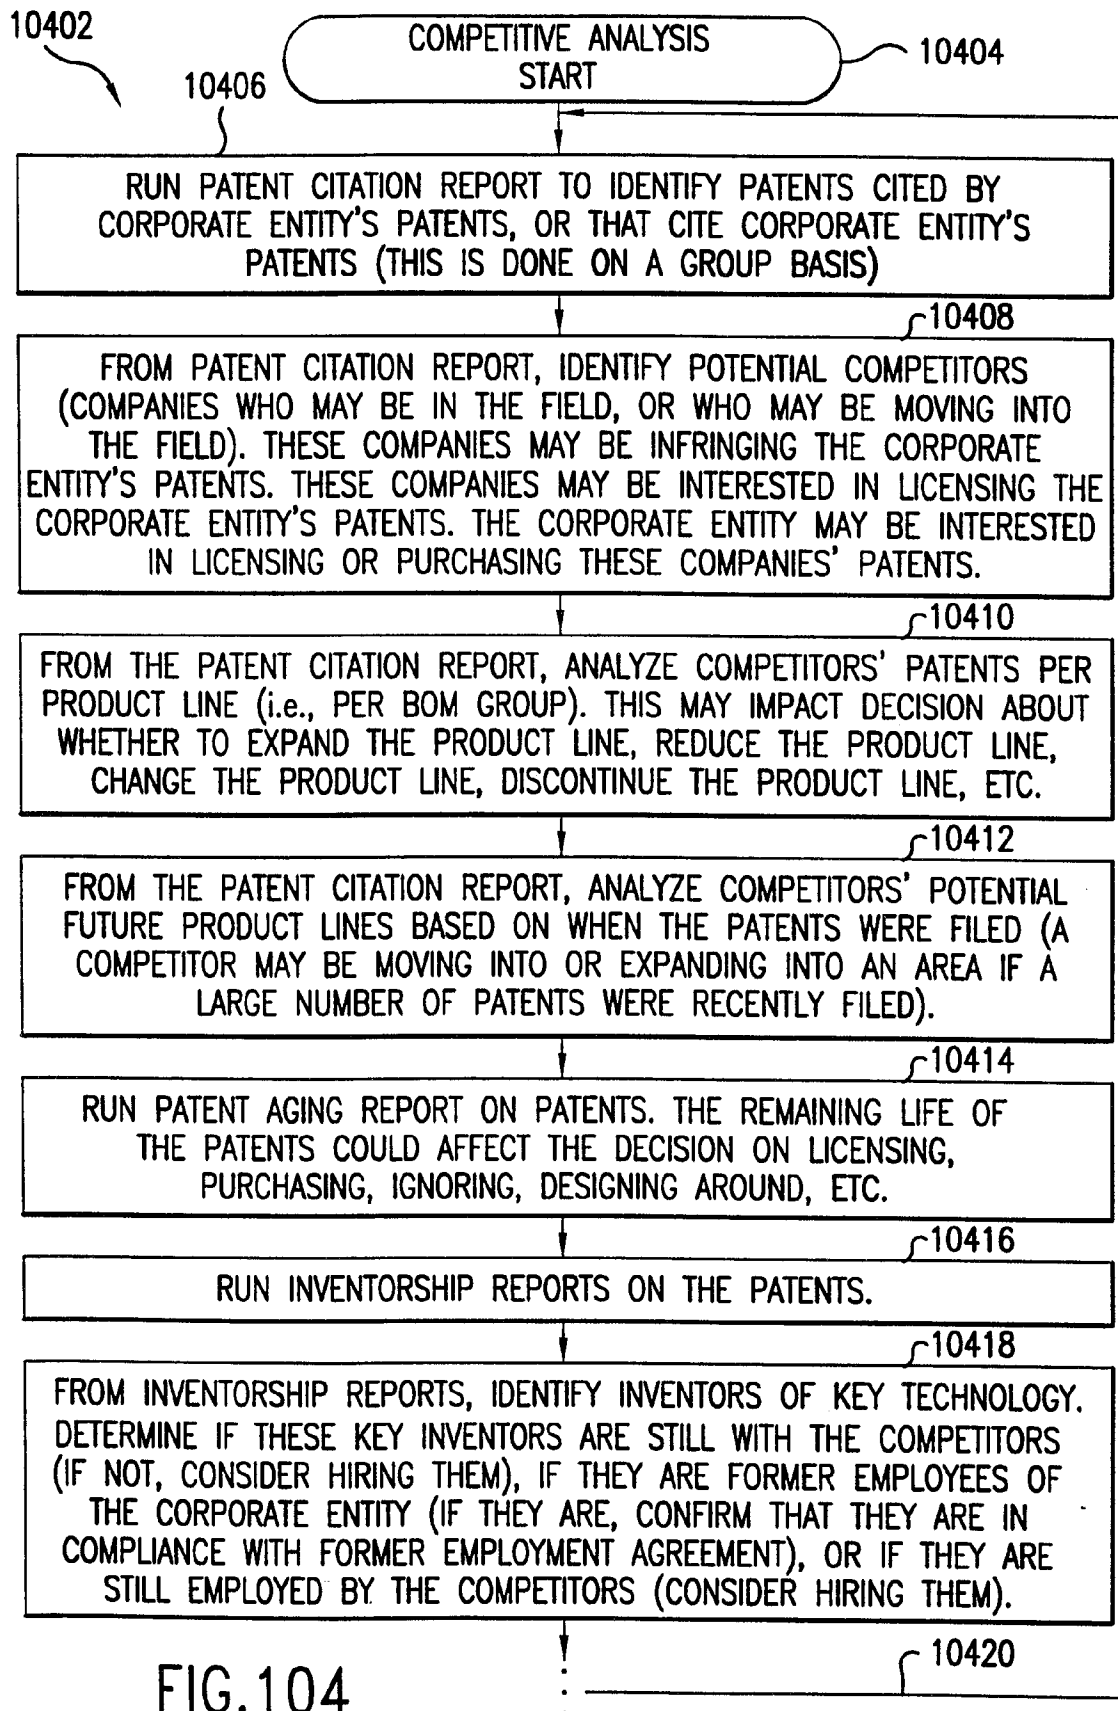 10402
COMPETITIVE ANALYSIS
START
10404
10406
RUN PATENT CITATION REPORT TO IDENTIFY PATENTS CITED BY
CORPORATE ENTITY'S PATENTS, OR THAT CITE CORPORATE ENTITY'S
PATENTS (THIS IS DONE ON A GROUP BASIS)
10408
FROM PATENT CITATION REPORT, IDENTIFY POTENTIAL COMPETITORS
(COMPANIES WHO MAY BE IN THE FIELD, OR WHO MAY BE MOVING INTO
THE FIELD). THESE COMPANIES MAY BE INFRINGING THE CORPORATE
ENTITY'S PATENTS. THESE COMPANIES MAY BE INTERESTED IN LICENSING THE
CORPORATE ENTITY'S PATENTS. THE CORPORATE ENTITY MAY BE INTERESTED
IN LICENSING OR PURCHASING THESE COMPANIES' PATENTS.
10410
FROM THE PATENT CITATION REPORT, ANALYZE COMPETITORS' PATENTS PER
PRODUCT LINE (i.e., PER BOM GROUP). THIS MAY IMPACT DECISION ABOUT
WHETHER TO EXPAND THE PRODUCT LINE, REDUCE THE PRODUCT LINE,
CHANGE THE PRODUCT LINE, DISCONTINUE THE PRODUCT LINE, ETC.
10412
FROM THE PATENT CITATION REPORT, ANALYZE COMPETITORS' POTENTIAL
FUTURE PRODUCT LINES BASED ON WHEN THE PATENTS WERE FILED (A
COMPETITOR MAY BE MOVING INTO OR EXPANDING INTO AN AREA IF A
LARGE NUMBER OF PATENTS WERE RECENTLY FILED).
10414
RUN PATENT AGING REPORT ON PATENTS. THE REMAINING LIFE OF
THE PATENTS COULD AFFECT THE DECISION ON LICENSING,
PURCHASING, IGNORING, DESIGNING AROUND, ETC.
10416
RUN INVENTORSHIP REPORTS ON THE PATENTS.
10418
FROM INVENTORSHIP REPORTS, IDENTIFY INVENTORS OF KEY TECHNOLOGY.
DETERMINE IF THESE KEY INVENTORS ARE STILL WITH THE COMPETITORS
(IF NOT, CONSIDER HIRING THEM), IF THEY ARE FORMER EMPLOYEES OF
THE CORPORATE ENTITY (IF THEY ARE, CONFIRM THAT THEY ARE IN
COMPLIANCE WITH FORMER EMPLOYMENT AGREEMENT), OR IF THEY ARE
STILL EMPLOYED BY THE COMPETITORS (CONSIDER HIRING THEM).
10420
FIG.104